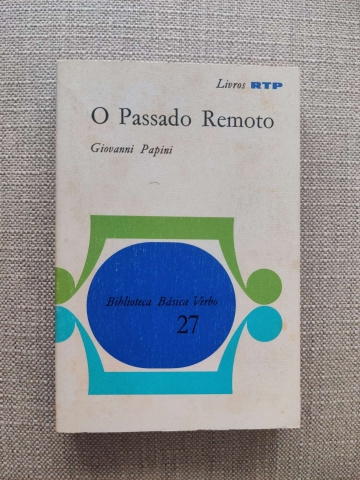 Livros RTP
O Passado Remoto
Giovanni Papini
Biblioteca Básica Verbo
27